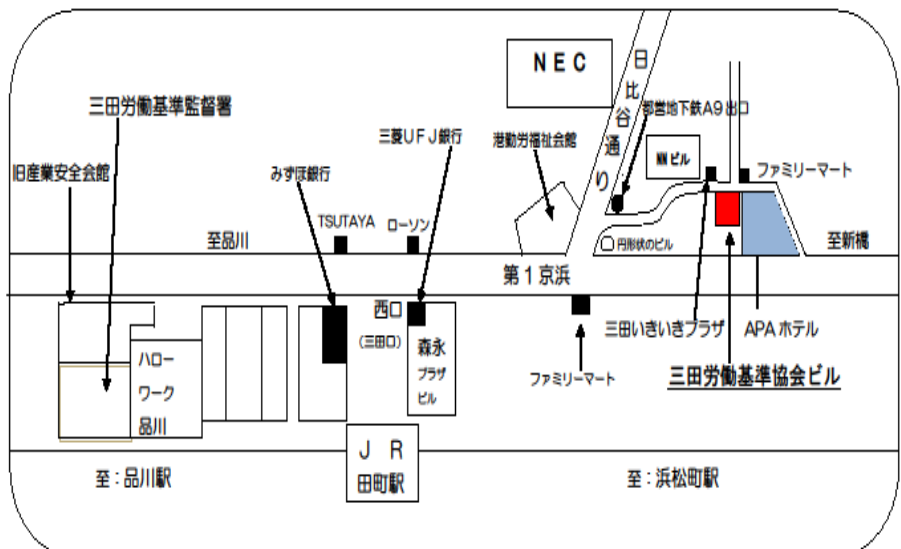 NEC
日比谷通り
三田労働基準監督署
都営地下鉄A9出口
三菱UFJ銀行
港勤労福祉会館
NNビル
旧産業安全会館
みずほ銀行
ファミリーマート
TSUTAYA
ローソン
至品川
円形状のビル
至新橋
第1京浜
西口
(三田口)
三田いきいきプラザ
APAホテル
森永
プラザ
ビル
ファミリーマート
三田労働基準協会ビル
ハロー
ワーク
品川
JR
田町駅
至:品川駅
至:浜松町駅